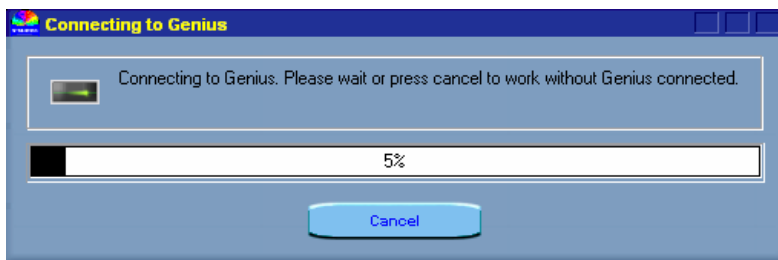 Connecting to Genius
Connecting to Genius. Please wait or press cancel to work without Genius connected.
5%
Cancel